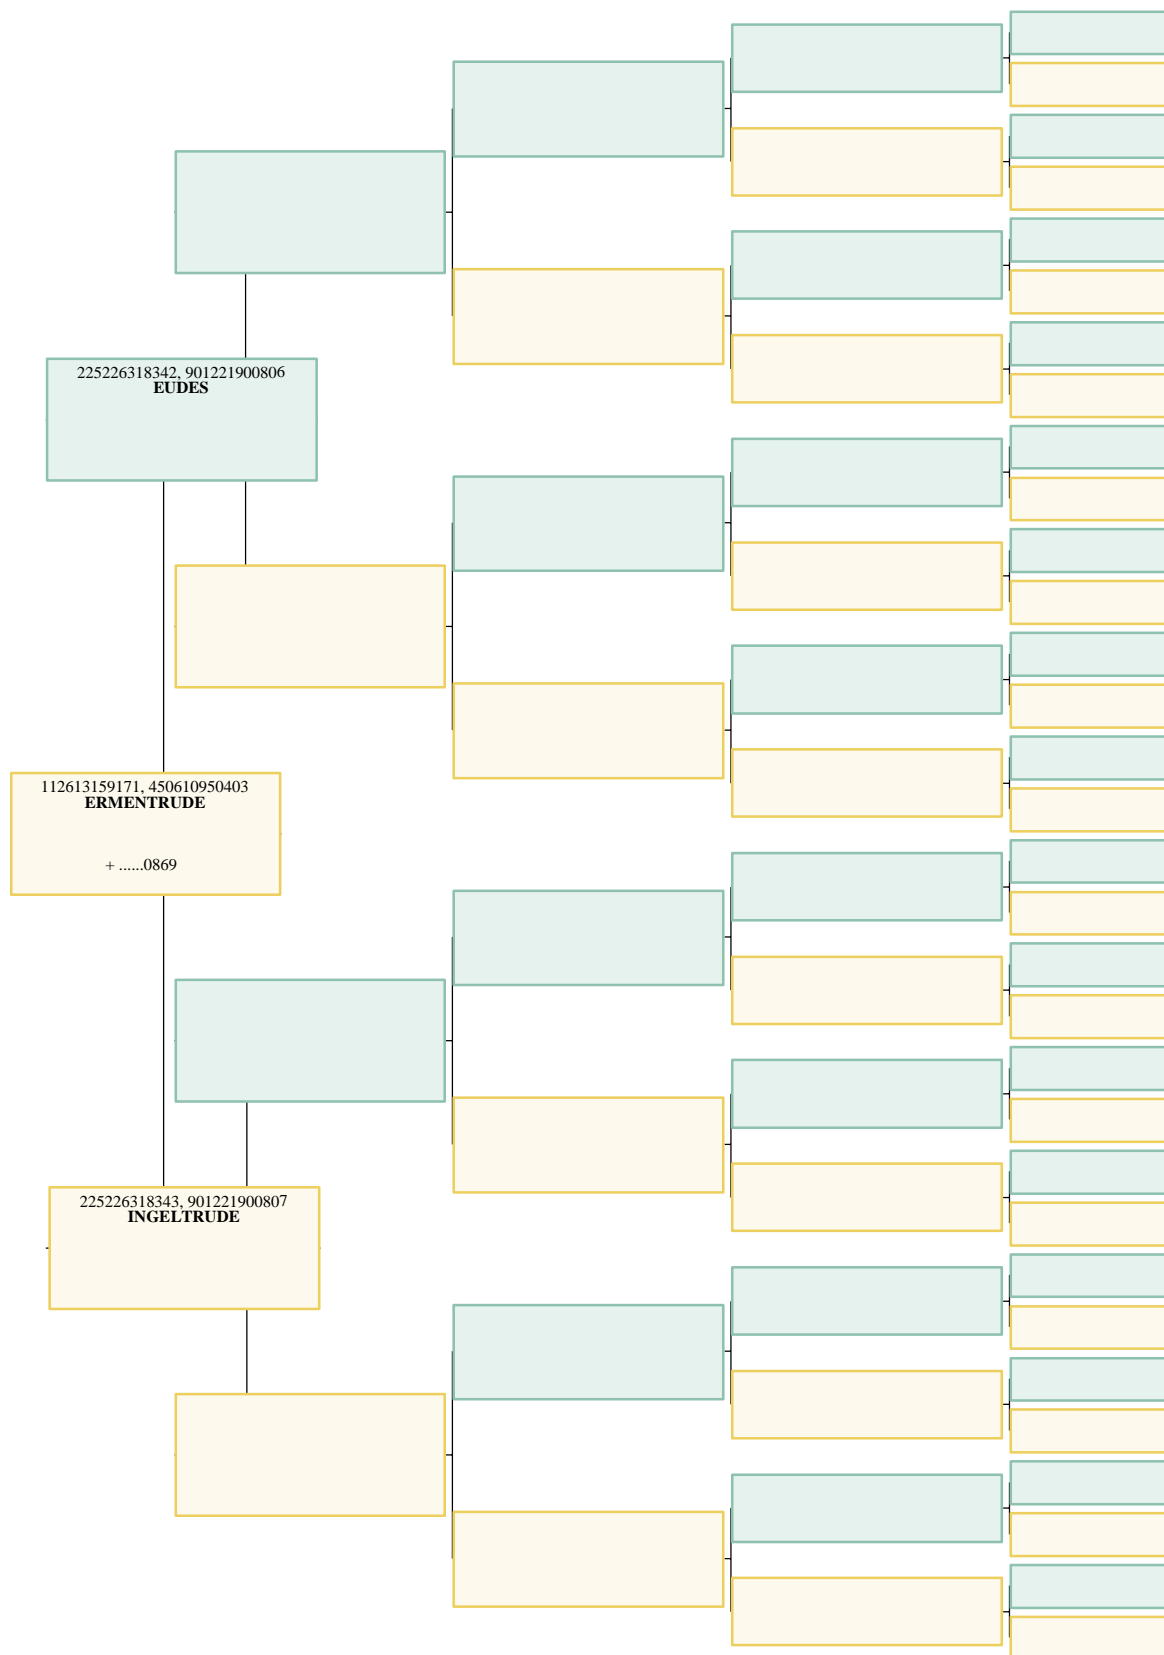 225226318342, 901221900806
EUDES
112613159171, 450610950403
ERMENTRUDE
+ ......0869
225226318343, 901221900807
INGELTRUDE